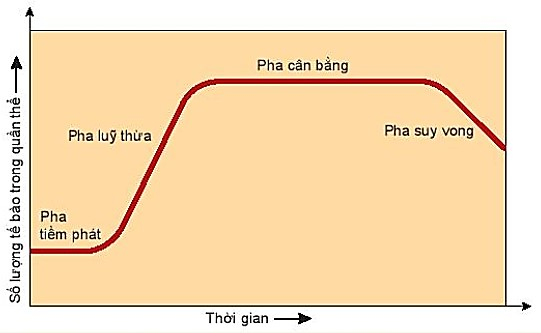 Số lượng tế bào trong quần thể
Pha cân bằng
Pha luỹ thừa
Pha suy vong
Pha
tiềm phát
Thời gian